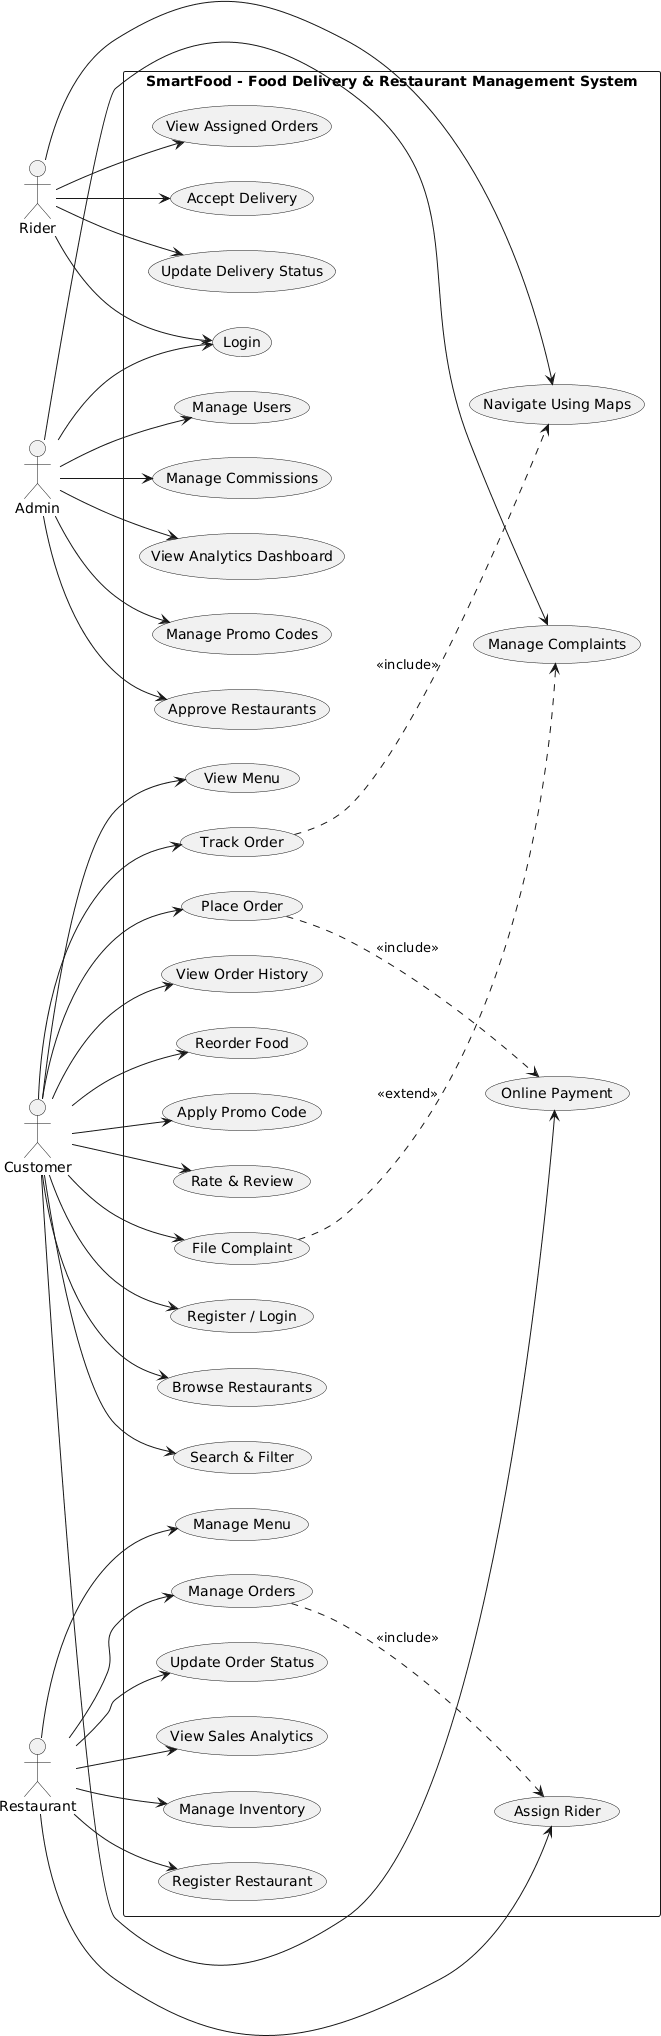 SmartFood - Food Delivery & Restaurant Management System
View Assigned Orders
Accept Delivery
Rider
Update Delivery Status
Login
Navigate Using Maps
Manage Users
Manage Commissions
Admin
View Analytics Dashboard
Manage Promo Codes
Manage Complaints
«include»
Approve Restaurants
View Menu
Track Order
Place Order
«include»
View Order History
Reorder Food
Online Payment
«extend»
Apply Promo Code
Customer
Rate & Review
File Complaint
Register / Login
Browse Restaurants
Search & Filter
Manage Menu
Manage Orders
«include»
Update Order Status
View Sales Analytics
Restaurant
Manage Inventory
Assign Rider
Register Restaurant